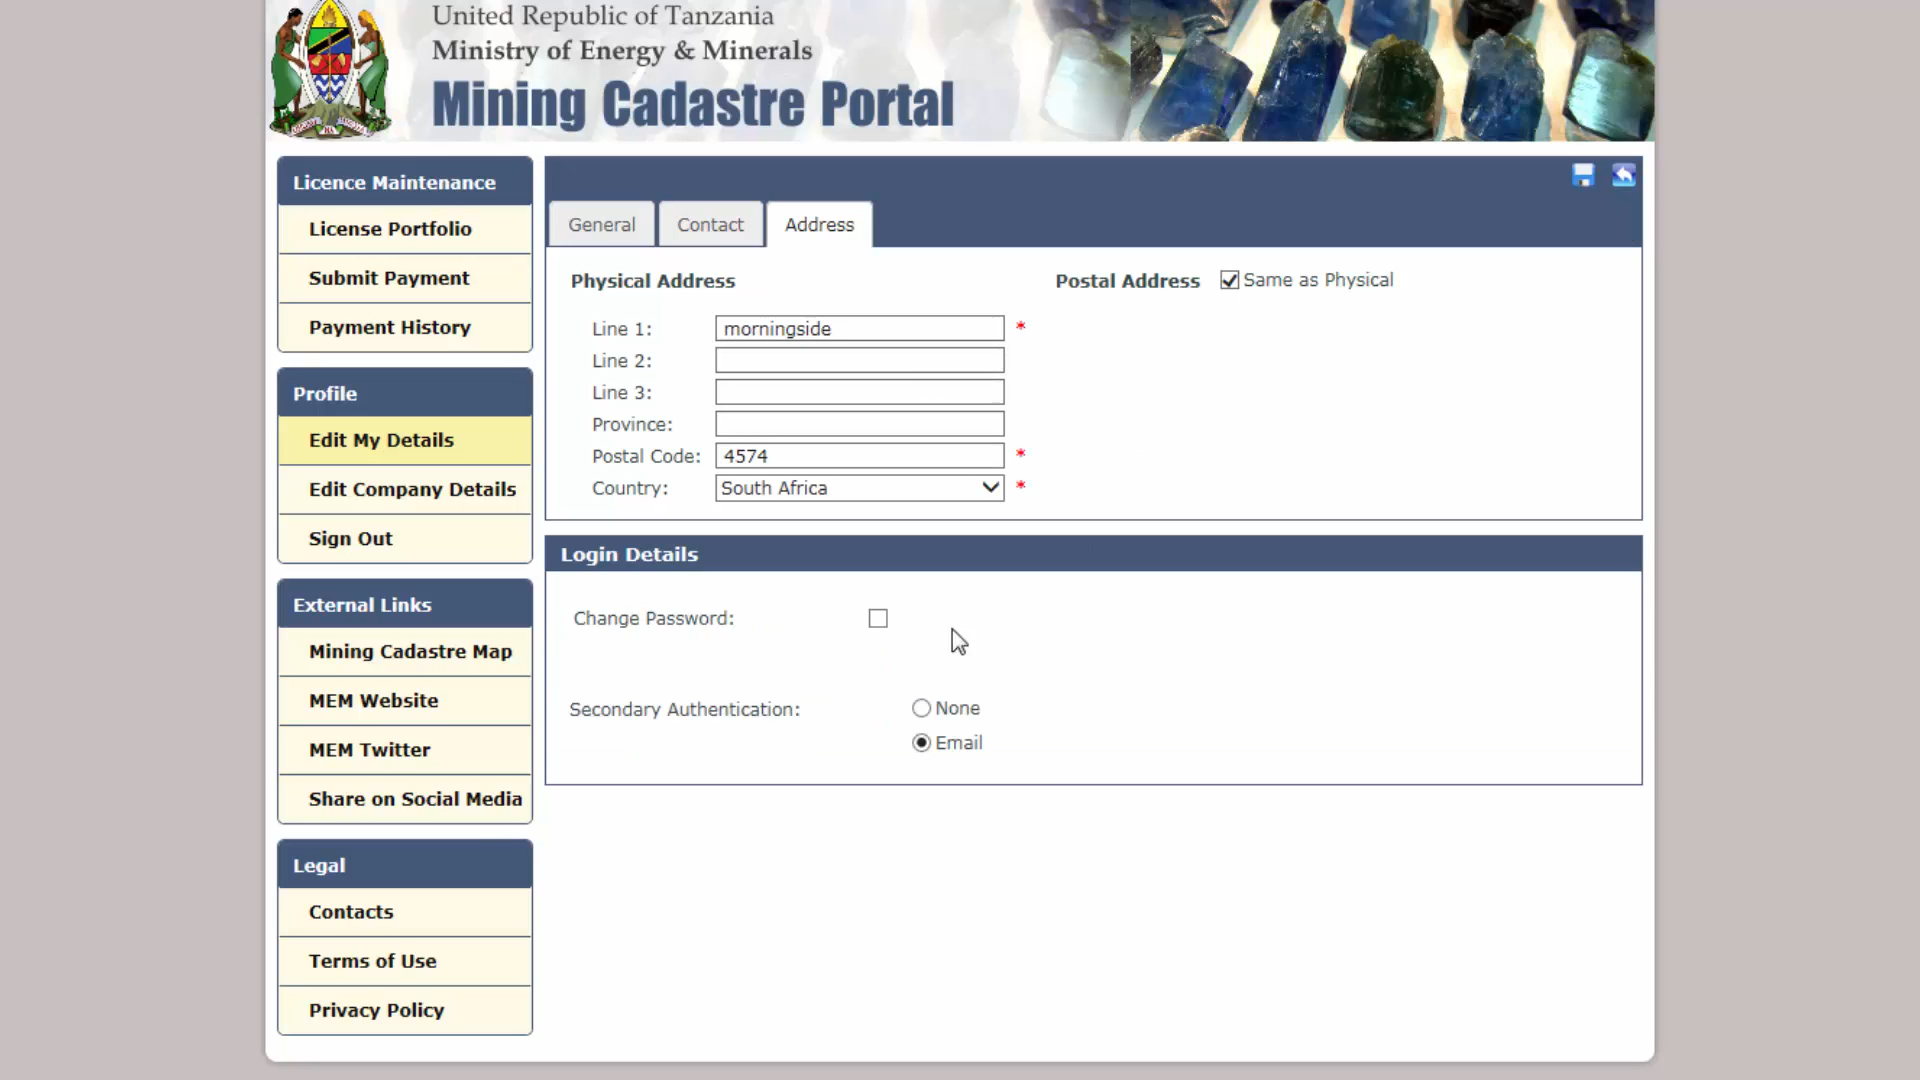 United Republic of Tanzania
Ministry of Energy & Minerals
Mining Cadastre Portal
Licence Maintenance
License Portfolio
Submit Payment
Payment History
Profile
Edit My Details
Edit Company Details
Sign Out
External Links
Mining Cadastre Map
MEM Website
MEM Twitter
Share on Social Media
Legal
Contacts
Terms of Use
Privacy Policy
General Contact Address
Physical Address
Line 1: morningside *
Line 2:
Line 3:
Province:
Postal Code: 4574 *
Country: South Africa *
Postal Address Same as Physical
Login Details
Change Password:
Secondary Authentication: None
Email